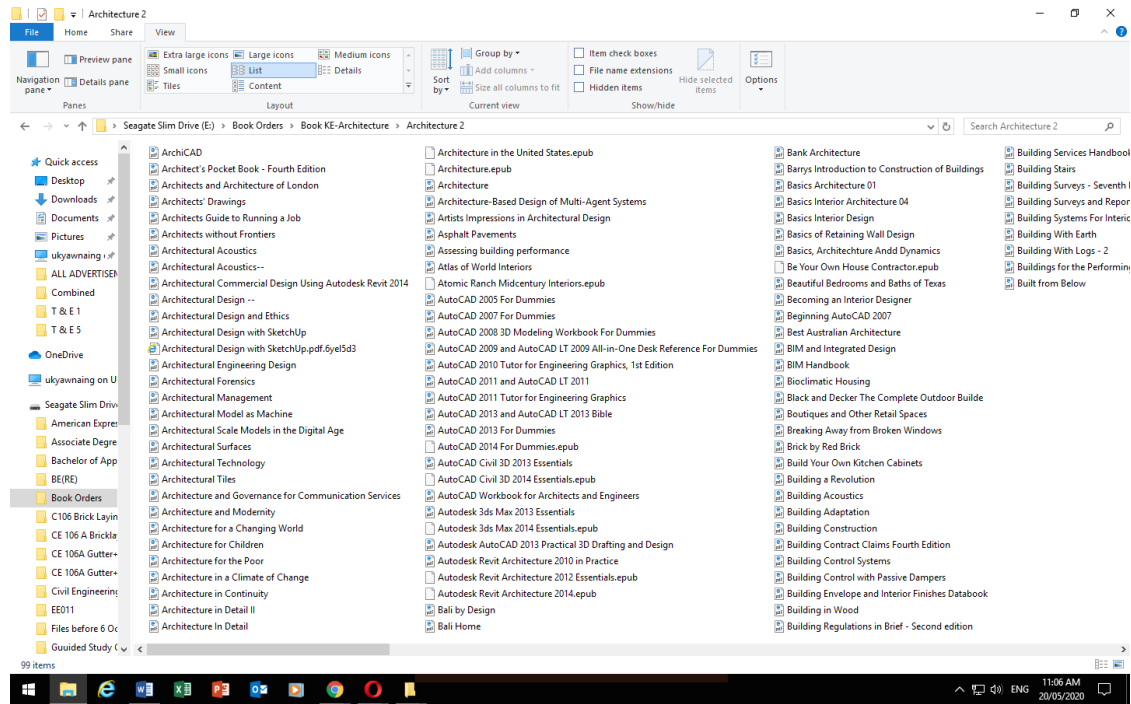 Architecture 2
File Home Share View
Preview pane
Navigation pane
Details pane
Panes
Extra large icons Large icons Medium icons
Small icons List Details
Tiles Content
Layout
Sort by
Group by
Add columns
Size all columns to fit
Current view
Item check boxes
File name extensions
Hidden items
Hide selected items
Show/hide
Options
Seagate Slim Drive (E:) > Book Orders > Book KE-Architecture > Architecture 2
Search Architecture 2
Quick access
Desktop
Downloads
Documents
Pictures
ukyawnaing
ALL ADVERTISEM
Combined
T & E 1
T & E 5
OneDrive
ukyawnaing on U
Seagate Slim Driv
American Expres
Associate Degre
Bachelor of App
BE(RE)
Book Orders
C106 Brick Layin
CE 106 A Brickla
CE 106A Gutter+
CE 106A Gutter+
Civil Engineering
EE011
Files before 6 Oc
Guuided Study (
ArchiCAD
Architect's Pocket Book - Fourth Edition
Architects and Architecture of London
Architects' Drawings
Architects Guide to Running a Job
Architects without Frontiers
Architectural Acoustics
Architectural Acoustics--
Architectural Commercial Design Using Autodesk Revit 2014
Architectural Design --
Architectural Design and Ethics
Architectural Design with SketchUp
Architectural Design with SketchUp.pdf.6yel5d3
Architectural Engineering Design
Architectural Forensics
Architectural Management
Architectural Model as Machine
Architectural Scale Models in the Digital Age
Architectural Surfaces
Architectural Technology
Architectural Tiles
Architecture and Governance for Communication Services
Architecture and Modernity
Architecture for a Changing World
Architecture for Children
Architecture for the Poor
Architecture in a Climate of Change
Architecture in Continuity
Architecture in Detail II
Architecture In Detail
Architecture in the United States.epub
Architecture.epub
Architecture
Architecture-Based Design of Multi-Agent Systems
Artists Impressions in Architectural Design
Asphalt Pavements
Assessing building performance
Atlas of World Interiors
Atomic Ranch Midcentury Interiors.epub
AutoCAD 2005 For Dummies
AutoCAD 2007 For Dummies
AutoCAD 2008 3D Modeling Workbook For Dummies
AutoCAD 2009 and AutoCAD LT 2009 All-in-One Desk Reference For Dummies
AutoCAD 2010 Tutor for Engineering Graphics, 1st Edition
AutoCAD 2011 and AutoCAD LT 2011
AutoCAD 2011 Tutor for Engineering Graphics
AutoCAD 2013 and AutoCAD LT 2013 Bible
AutoCAD 2013 For Dummies
AutoCAD 2014 For Dummies.epub
AutoCAD Civil 3D 2013 Essentials
AutoCAD Civil 3D 2014 Essentials.epub
AutoCAD Workbook for Architects and Engineers
Autodesk 3ds Max 2013 Essentials
Autodesk 3ds Max 2014 Essentials.epub
Autodesk AutoCAD 2013 Practical 3D Drafting and Design
Autodesk Revit Architecture 2010 in Practice
Autodesk Revit Architecture 2012 Essentials.epub
Autodesk Revit Architecture 2014.epub
Bali by Design
Bali Home
Bank Architecture
Barrys Introduction to Construction of Buildings
Basics Architecture 01
Basics Interior Architecture 04
Basics Interior Design
Basics of Retaining Wall Design
Basics, Architechture Andd Dynamics
Be Your Own House Contractor.epub
Beautiful Bedrooms and Baths of Texas
Becoming an Interior Designer
Beginning AutoCAD 2007
Best Australian Architecture
BIM and Integrated Design
BIM Handbook
Bioclimatic Housing
Black and Decker The Complete Outdoor Builde
Boutiques and Other Retail Spaces
Breaking Away from Broken Windows
Brick by Red Brick
Build Your Own Kitchen Cabinets
Building a Revolution
Building Acoustics
Building Adaptation
Building Construction
Building Contract Claims Fourth Edition
Building Control Systems
Building Control with Passive Dampers
Building Envelope and Interior Finishes Databook
Building in Wood
Building Regulations in Brief - Second edition
Building Services Handbook
Building Stairs
Building Surveys - Seventh
Building Surveys and Repor
Building Systems For Interio
Building With Earth
Building With Logs - 2
Buildings for the Performing
Built from Below
99 items
ENG
11:06 AM
20/05/2020